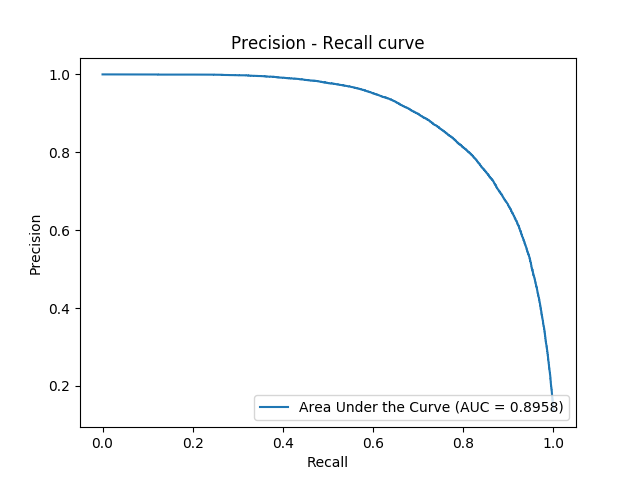 Precision - Recall curve
1.0
0.8
0.6
0.4
0.2
Precision
Area Under the Curve (AUC = 0.8958)
0.0 0.2 0.4 0.6 0.8 1.0
Recall